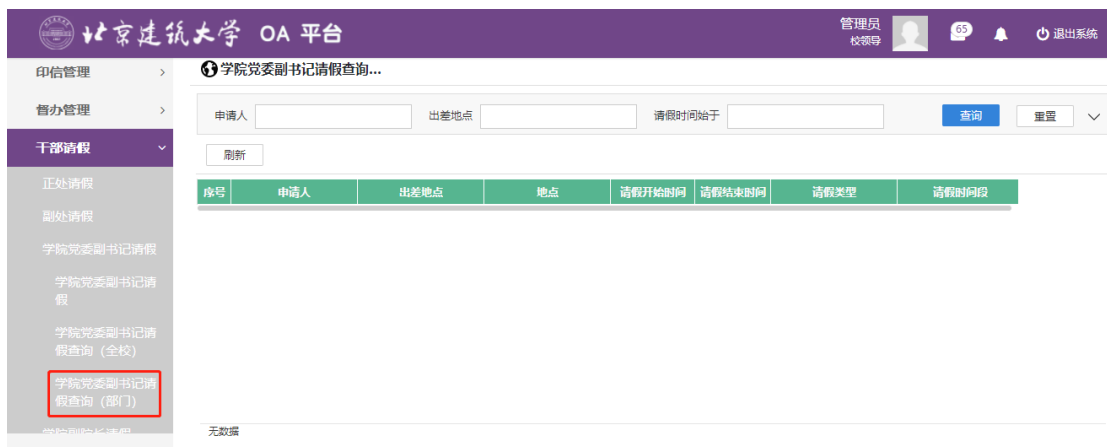 北京建筑大学 OA 平台
管理员
校领导
65
退出系统
印信管理
督办管理
干部请假
正处请假
副处请假
学院党委副书记请假
学院党委副书记请
假
学院党委副书记请
假查询（全校）
学院党委副书记请
假查询（部门）
学院副院长请假
学院党委副书记请假查询...
申请人
出差地点
请假时间始于
查询
重置
刷新
序号 申请人 出差地点 地点 请假开始时间 请假结束时间 请假类型 请假时间段
无数据